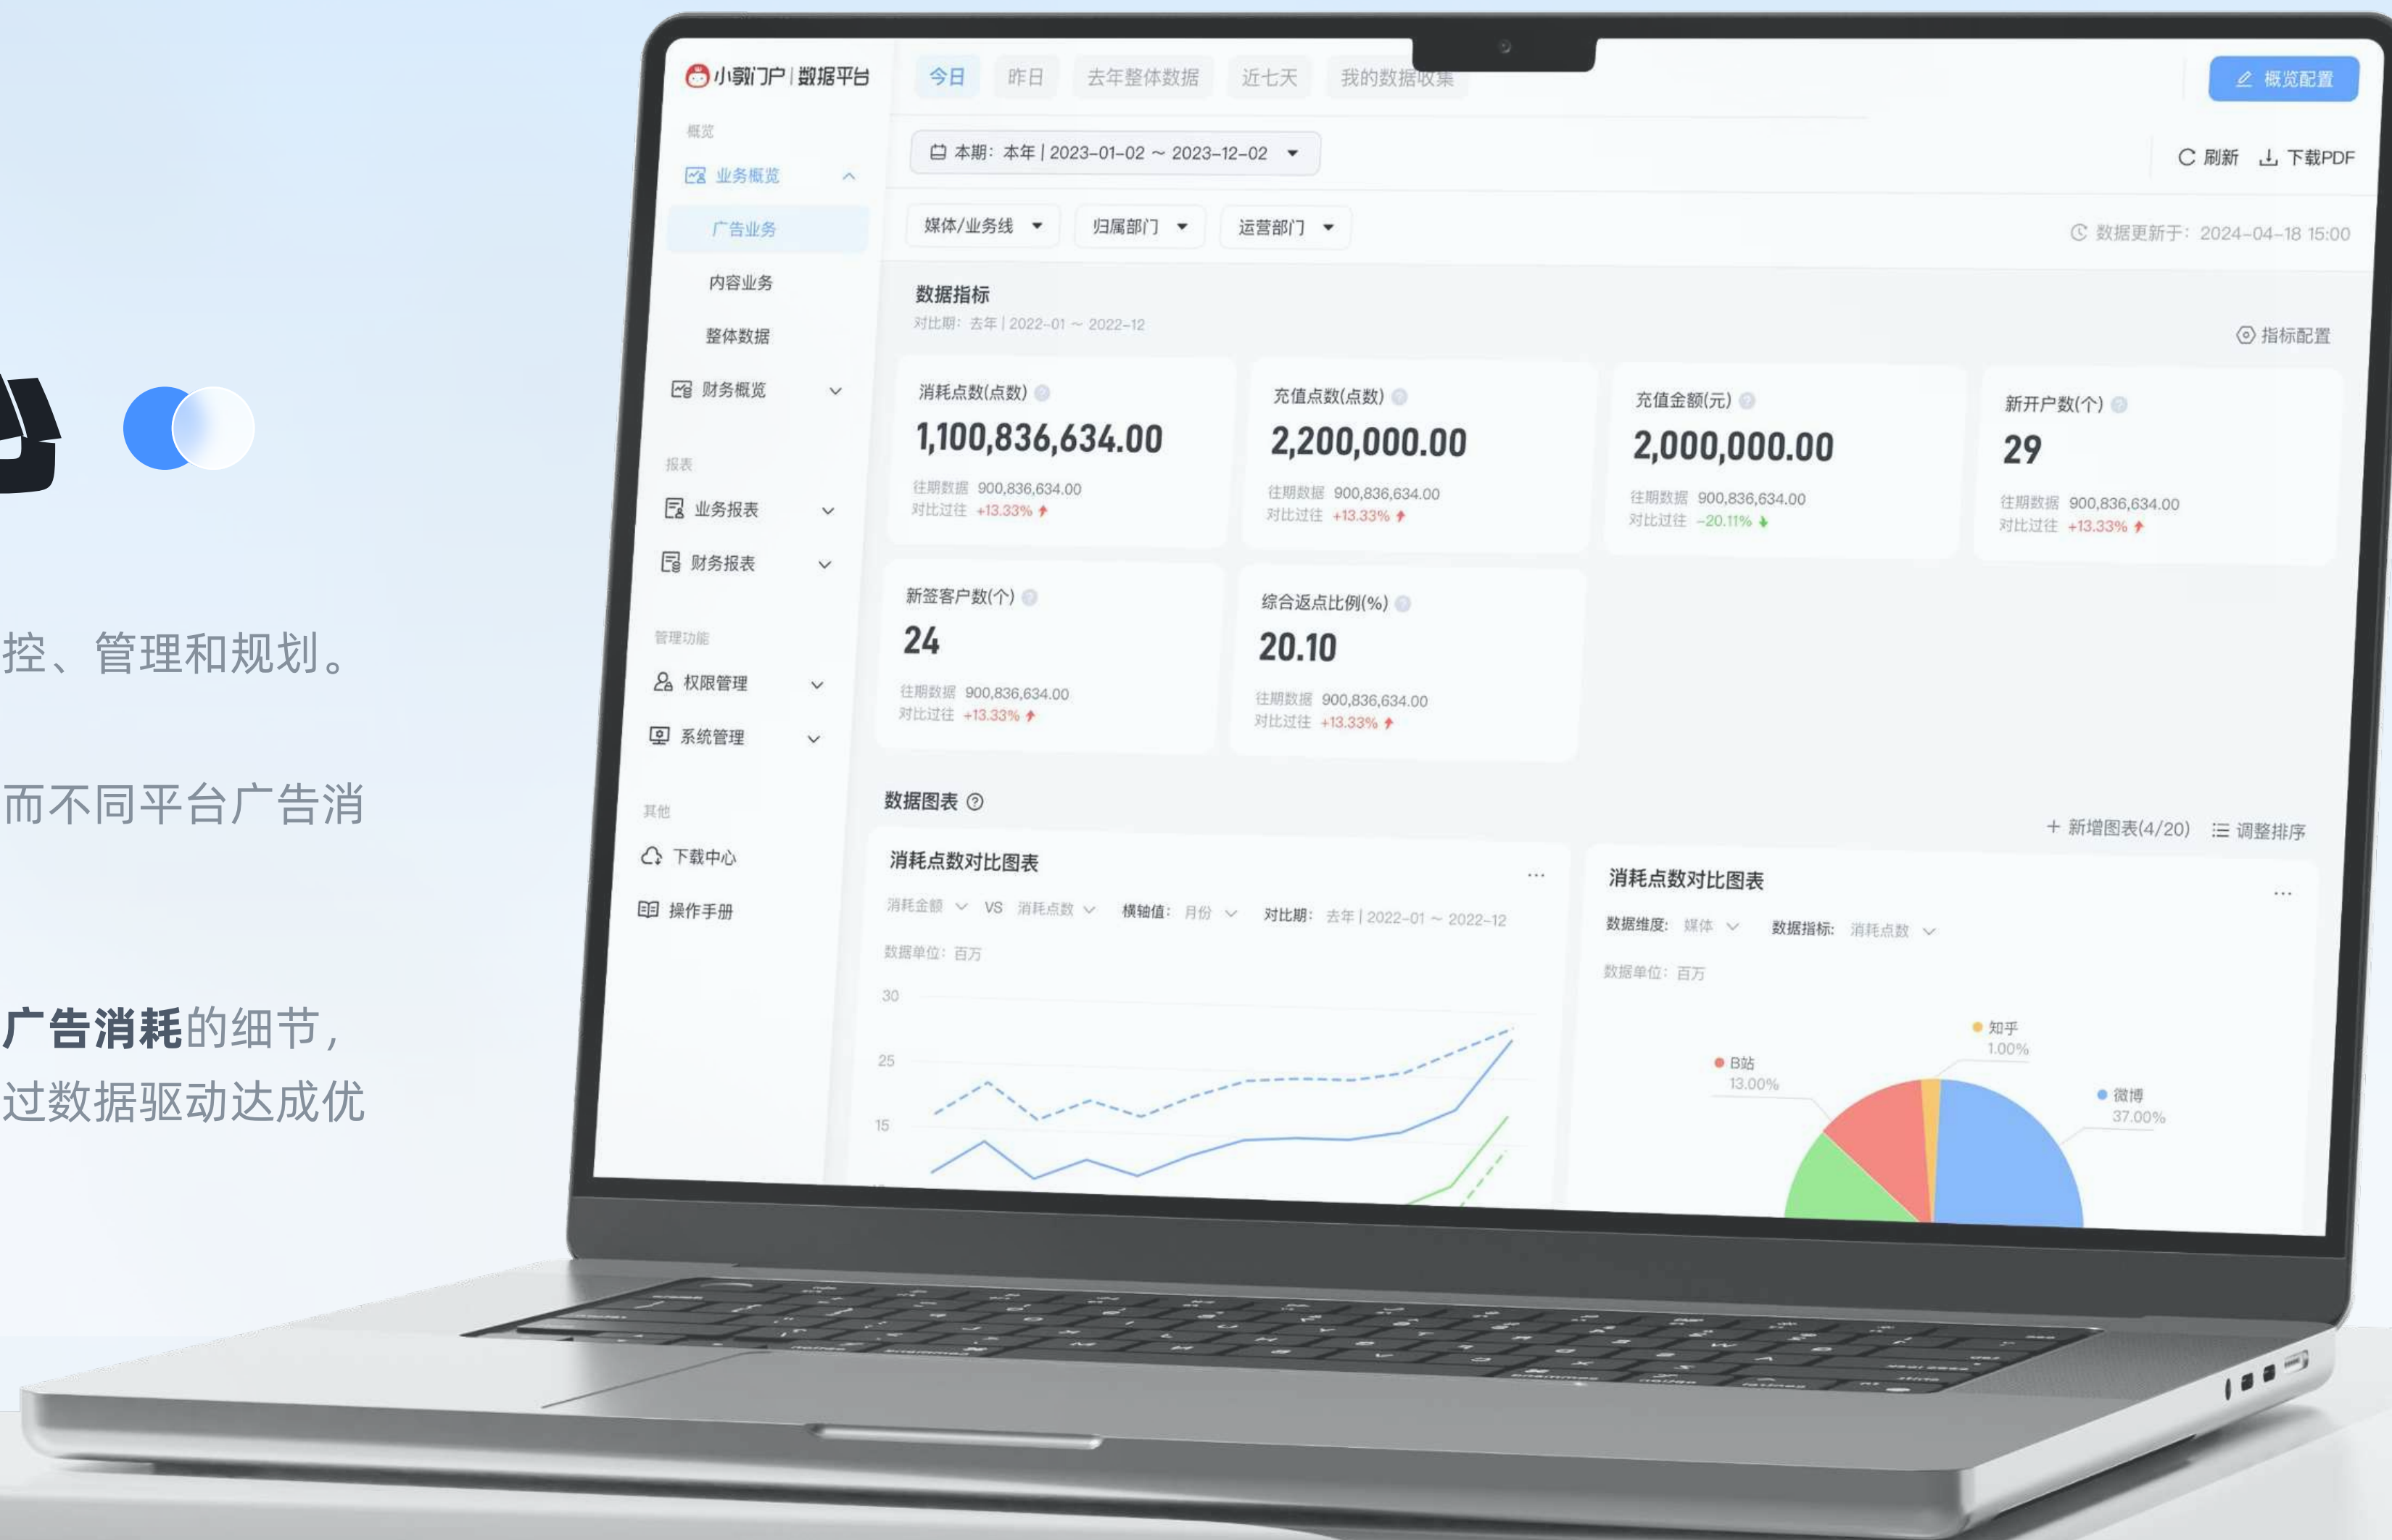 控、管理和规划。
而不同平台广告消
广告消耗的细节，
过数据驱动达成优
小郭门户 | 数据平台
概览
业务概览
广告业务
内容业务
整体数据
财务概览
报表
业务报表
财务报表
管理功能
权限管理
系统管理
其他
下载中心
操作手册
今日 昨日 去年整体数据 近七天 我的数据收集
概览配置
本期：本年 | 2023-01-02 ~ 2023-12-02
刷新 下载PDF
媒体/业务线 归属部门 运营部门
数据更新于：2024-04-18 15:00
数据指标
对比期：去年 | 2022-01 ~ 2022-12
指标配置
消耗点数(点数)
1,100,836,634.00
往期数据 900,836,634.00
对比过往 +13.33%
充值点数(点数)
2,200,000.00
往期数据 900,836,634.00
对比过往 +13.33%
充值金额(元)
2,000,000.00
往期数据 900,836,634.00
对比过往 -20.11%
新开户数(个)
29
往期数据 900,836,634.00
对比过往 +13.33%
新签客户数(个)
24
往期数据 900,836,634.00
对比过往 +13.33%
综合返点比例(%)
20.10
往期数据 900,836,634.00
对比过往 +13.33%
数据图表
+ 新增图表(4/20) 调整排序
消耗点数对比图表
消耗金额 VS 消耗点数 横轴值：月份 对比期：去年 | 2022-01 ~ 2022-12
数据单位：百万
30
25
15
消耗点数对比图表
数据维度: 媒体 数据指标: 消耗点数
数据单位：百万
知乎
1.00%
B站
13.00%
微博
37.00%